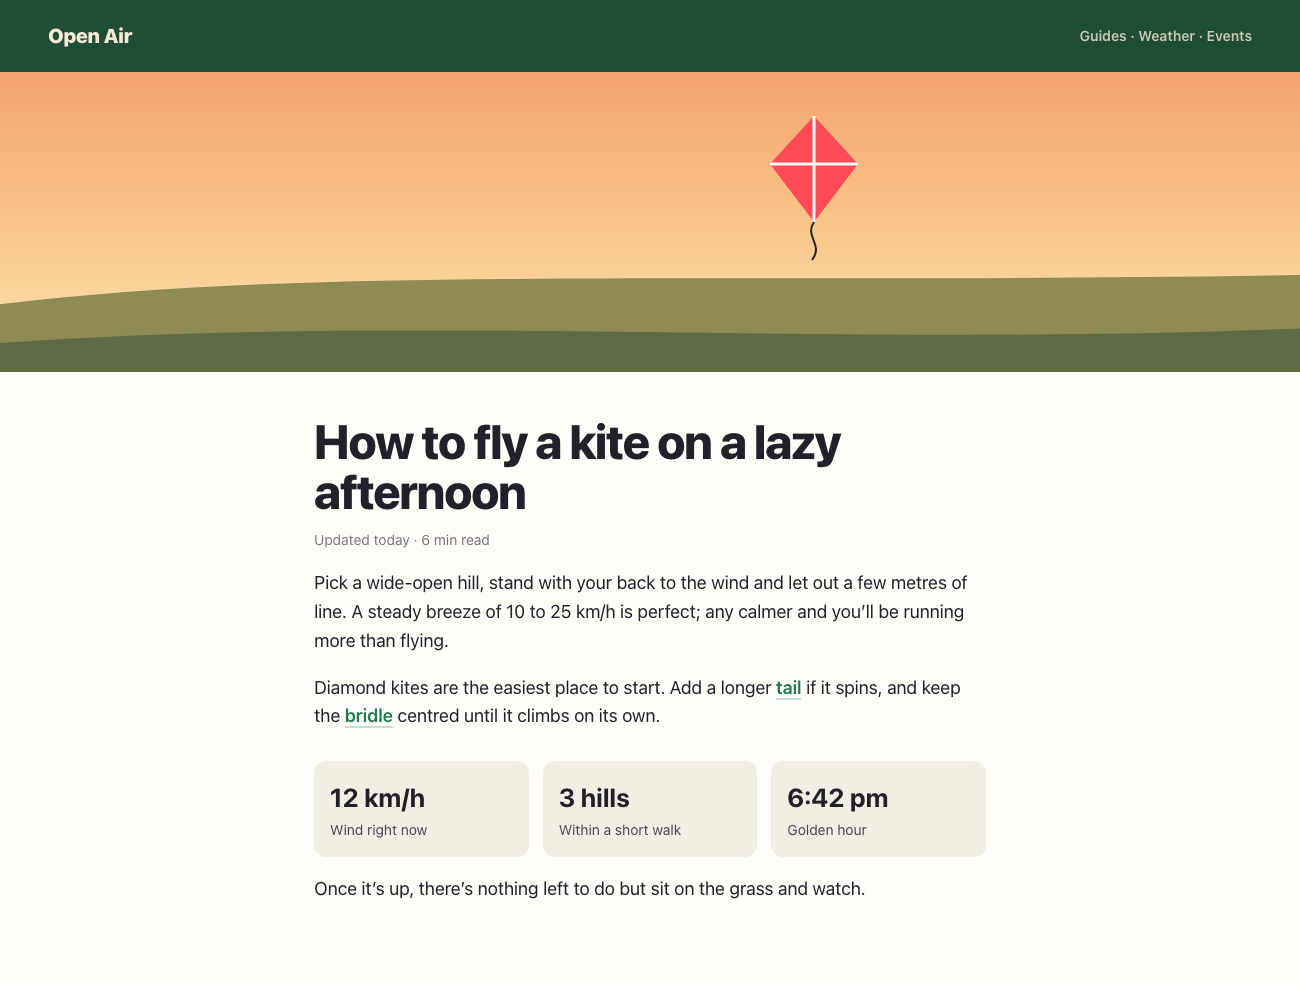 Open Air
Guides · Weather · Events
How to fly a kite on a lazy
afternoon
Updated today · 6 min read
Pick a wide-open hill, stand with your back to the wind and let out a few metres of
line. A steady breeze of 10 to 25 km/h is perfect; any calmer and you’ll be running
more than flying.
Diamond kites are the easiest place to start. Add a longer tail if it spins, and keep
the bridle centred until it climbs on its own.
12 km/h
Wind right now
3 hills
Within a short walk
6:42 pm
Golden hour
Once it’s up, there’s nothing left to do but sit on the grass and watch.